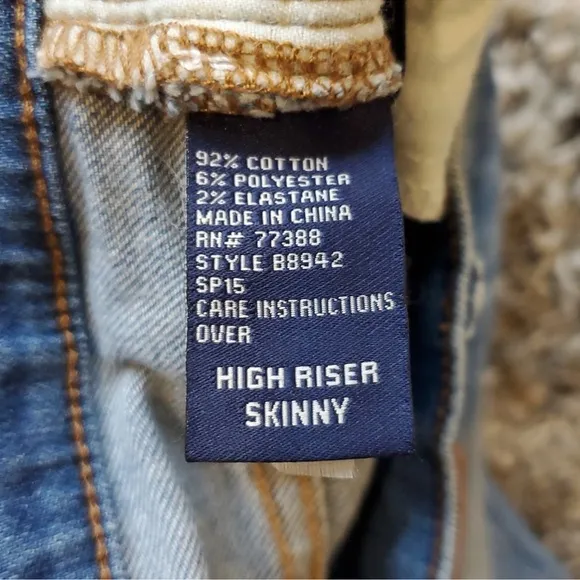 92% COTTON
6% POLYESTER
2% ELASTANE
MADE IN CHINA
RN# 77388
STYLE B8942
SP15
CARE INSTRUCTIONS
OVER
HIGH RISER
SKINNY